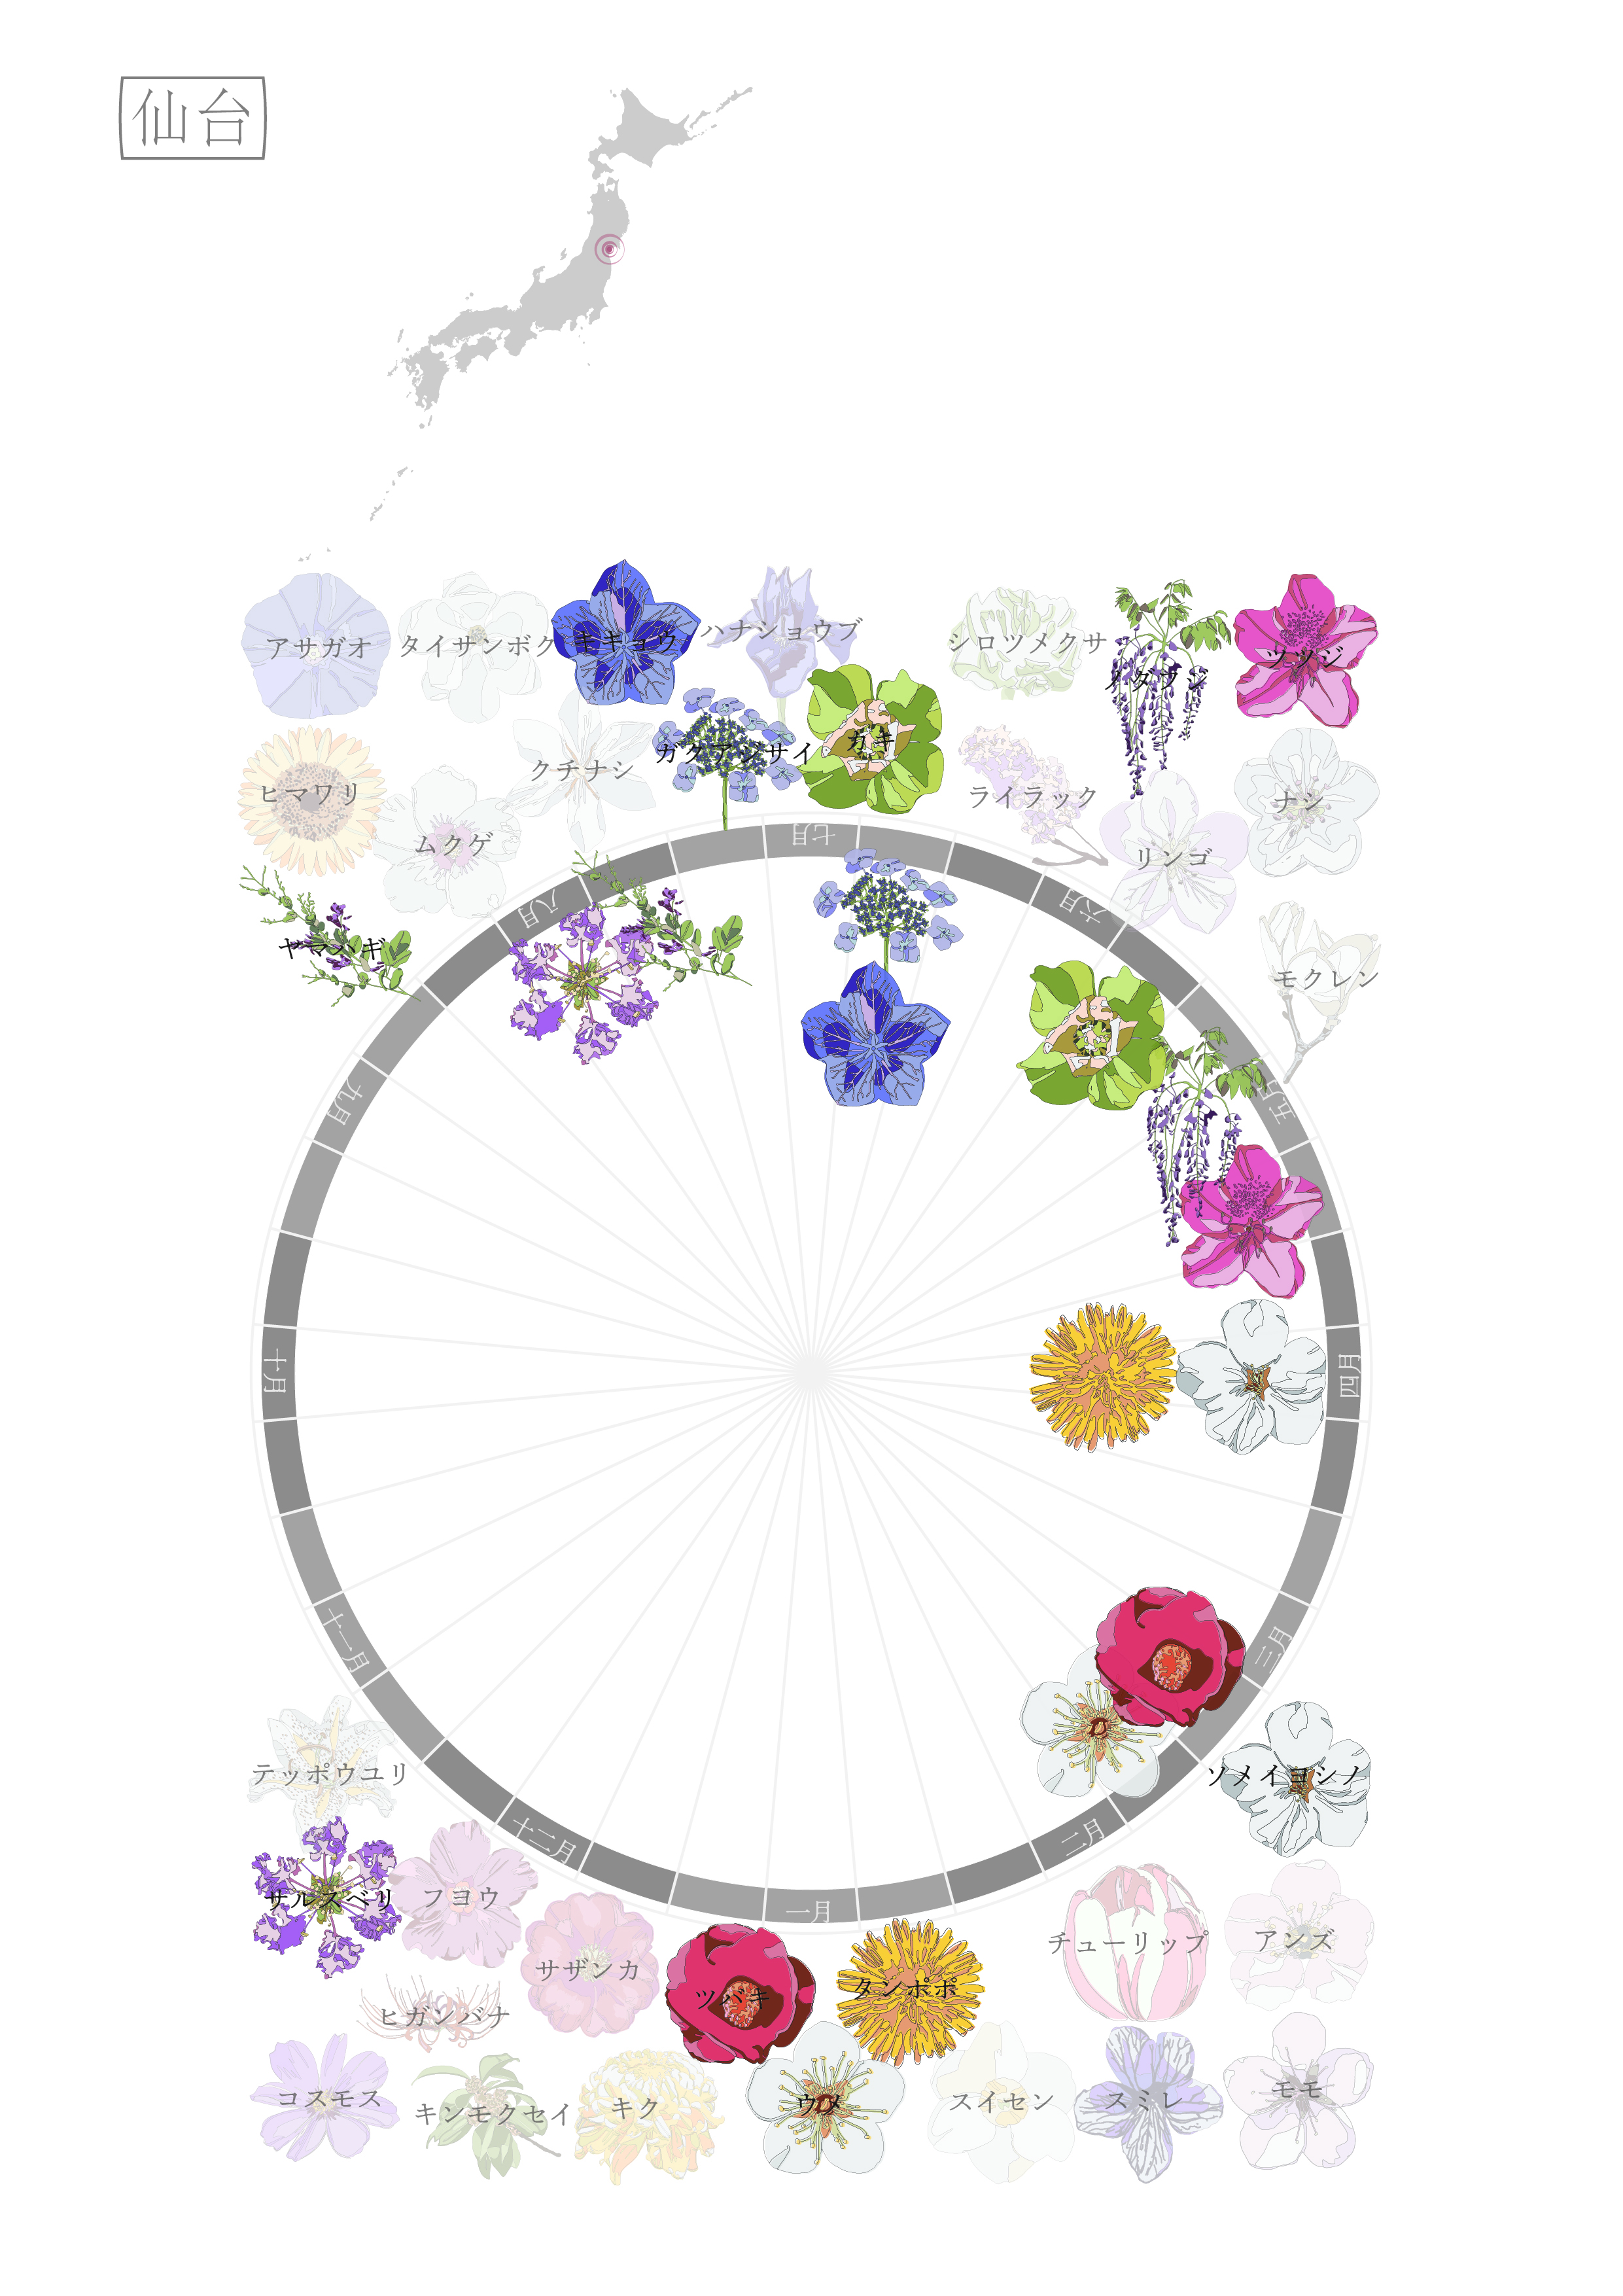 仙台
アサガオ
タイサンボク
キキョウ
ハナショウブ
シロツメクサ
ノダフジ
ツツジ
ヒマワリ
ムクゲ
クチナシ
ガクアジサイ
カキ
ライラック
リンゴ
ナシ
ヤマハギ
モクレン
七月
八月
六月
九月
五月
十月
四月
十一月
三月
十二月
二月
一月
テッポウユリ
ソメイヨシノ
サルスベリ
フヨウ
サザンカ
ツバキ
タンポポ
チューリップ
アンズ
ヒガンバナ
コスモス
キンモクセイ
キク
ウメ
スイセン
スミレ
モモ